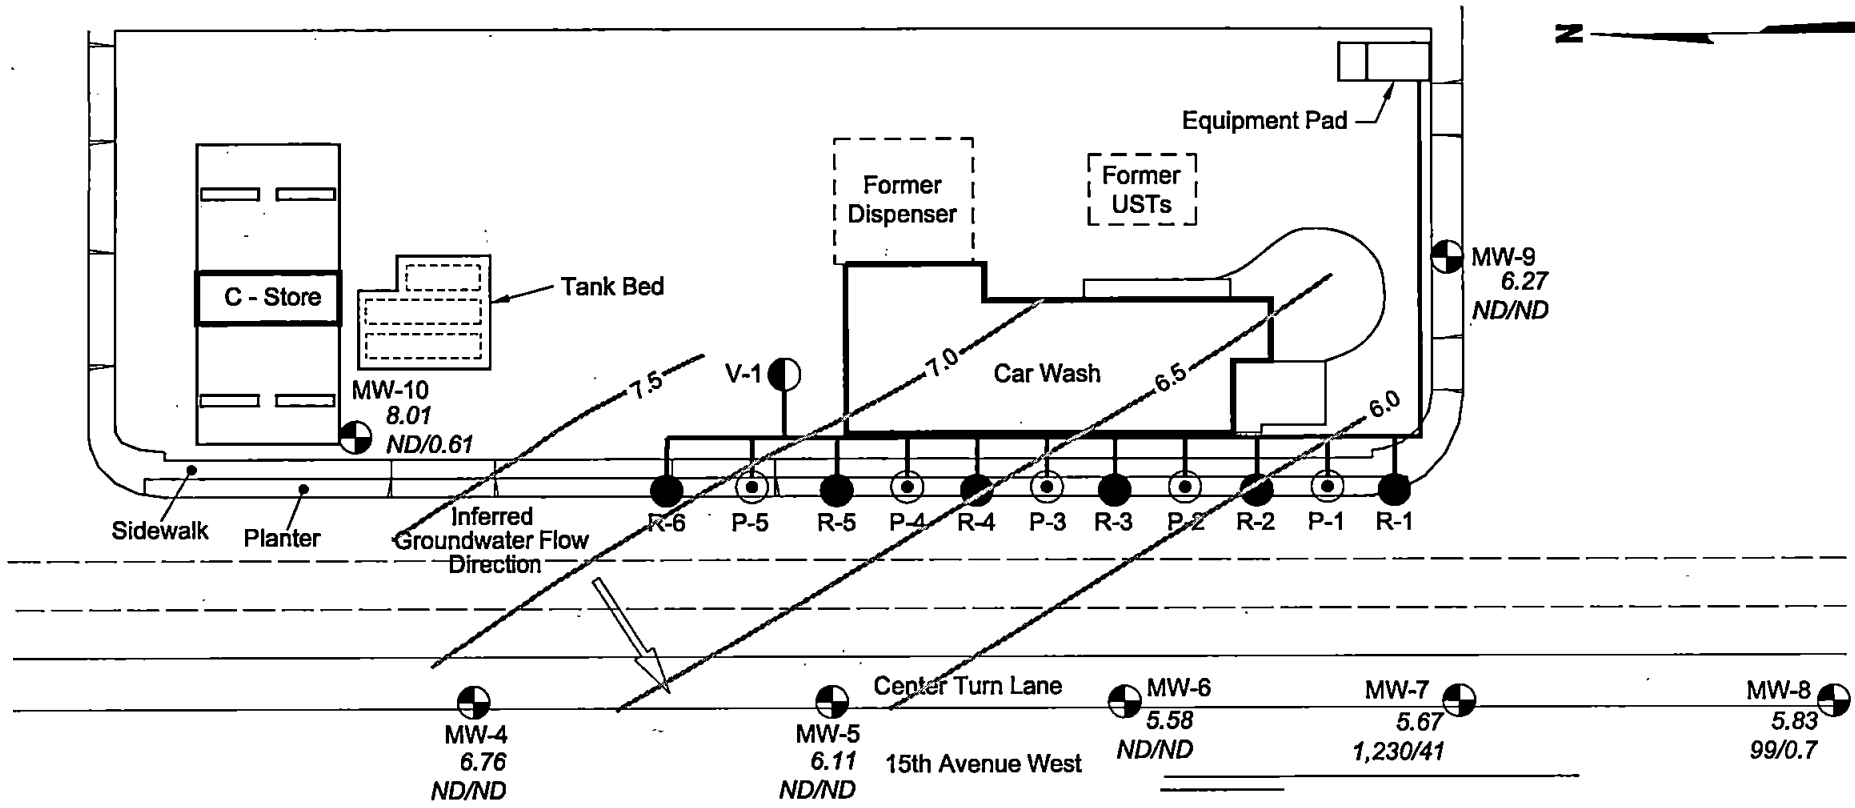 N
Equipment Pad
Former
Dispenser
Former
USTs
MW-9
6.27
ND/ND
C - Store
Tank Bed
7.5
V-1
7.0
Car Wash
6.5
6.0
MW-10
8.01
ND/0.61
Sidewalk
Planter
Inferred
Groundwater Flow
Direction
R-6
P-5
R-5
P-4
R-4
P-3
R-3
P-2
R-2
P-1
R-1
Center Turn Lane
MW-4
6.76
ND/ND
MW-5
6.11
ND/ND
15th Avenue West
MW-6
5.58
ND/ND
MW-7
5.67
1,230/41
MW-8
5.83
99/0.7